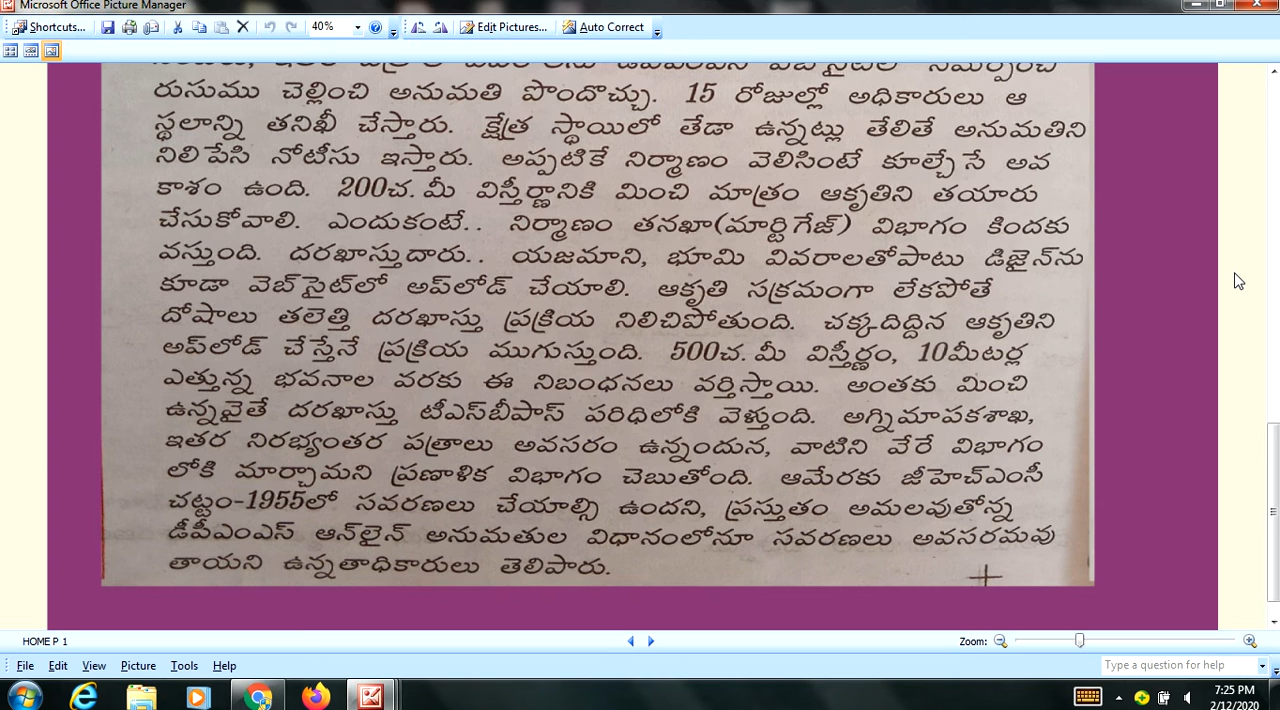 Microsoft Office Picture Manager
Shortcuts... 40% Edit Pictures... Auto Correct
రుసుము చెల్లించి అనుమతి పొందొచ్చు. 15 రోజుల్లో అధికారులు ఆ
స్థలాన్ని తనిఖీ చేస్తారు. క్షేత్ర స్థాయిలో తేడా ఉన్నట్లు తేలితే అనుమతిని
నిలిపేసి నోటీసు ఇస్తారు. అప్పటికే నిర్మాణం వెలిసింటే కూల్చేసే అవ
కాశం ఉంది. 200చ.మీ విస్తీర్ణానికి మించి మాత్రం ఆకృతిని తయారు
చేసుకోవాలి. ఎందుకంటే.. నిర్మాణం తనఖా(మార్టిగేజ్) విభాగం కిందకు
వస్తుంది. దరఖాస్తుదారు.. యజమాని, భూమి వివరాలతోపాటు డిజైన్‌ను
కూడా వెబ్‌సైట్‌లో అప్‌లోడ్ చేయాలి. ఆకృతి సక్రమంగా లేకపోతే
దోషాలు తలెత్తి దరఖాస్తు ప్రక్రియ నిలిచిపోతుంది. చక్కదిద్దిన ఆకృతిని
అప్‌లోడ్ చేస్తేనే ప్రక్రియ ముగుస్తుంది. 500చ.మీ విస్తీర్ణం, 10మీటర్ల
ఎత్తున్న భవనాల వరకు ఈ నిబంధనలు వర్తిస్తాయి. అంతకు మించి
ఉన్నవైతే దరఖాస్తు టీఎస్‌బీపాస్ పరిధిలోకి వెళ్తుంది. అగ్నిమాపకశాఖ,
ఇతర నిరభ్యంతర పత్రాలు అవసరం ఉన్నందున, వాటిని వేరే విభాగం
లోకి మార్చామని ప్రణాళిక విభాగం చెబుతోంది. ఆమేరకు జీహెచ్ఎంసీ
చట్టం-1955లో సవరణలు చేయాల్సి ఉందని, ప్రస్తుతం అమలవుతోన్న
డీపీఎంఎస్ ఆన్‌లైన్ అనుమతుల విధానంలోనూ సవరణలు అవసరమవు
తాయని ఉన్నతాధికారులు తెలిపారు.
HOME P 1 Zoom:
File Edit View Picture Tools Help Type a question for help
7:25 PM
2/12/2020